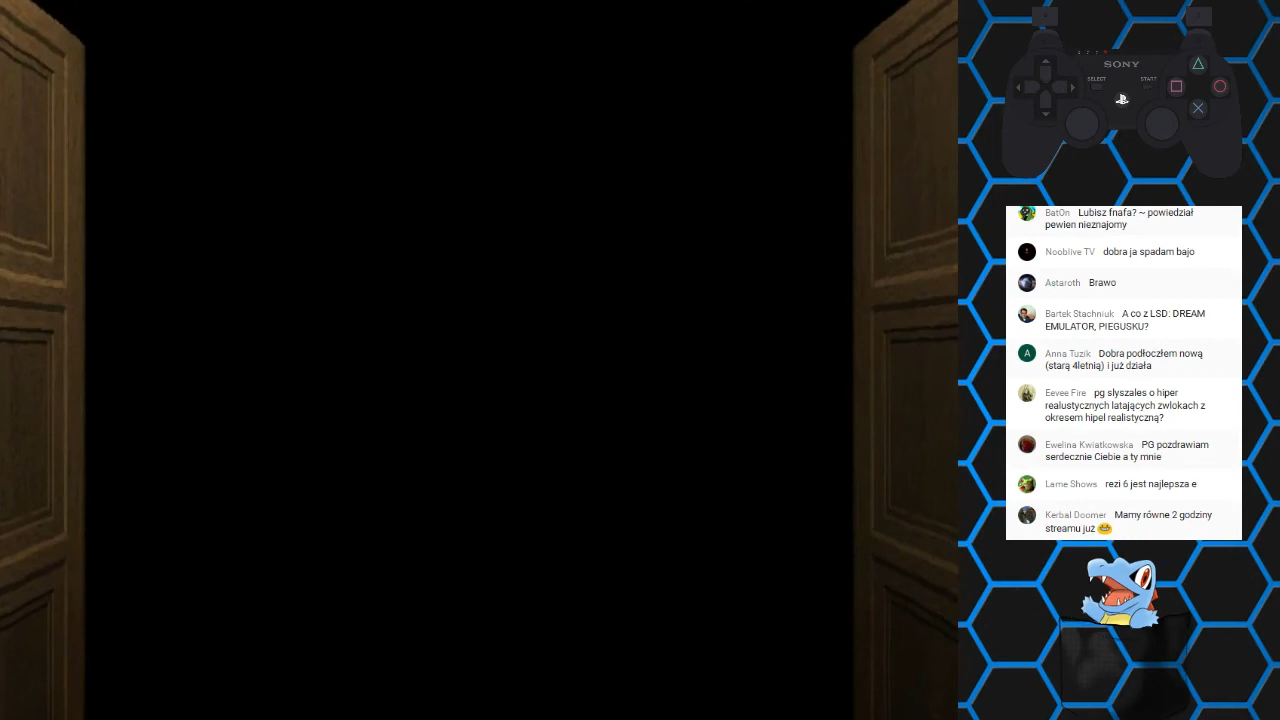 SONY
SELECT
START
BatOn Lubisz fnafa? ~ powiedział
pewien nieznajomy
Nooblive TV dobra ja spadam bajo
Astaroth Brawo
Bartek Stachniuk A co z LSD: DREAM
EMULATOR, PIEGUSKU?
A
Anna Tuzik Dobra podłoczłem nową
(starą 4letnią) i już działa
Eevee Fire pg slyszales o hiper
realustycznych latających zwlokach z
okresem hipel realistyczną?
Ewelina Kwiatkowska PG pozdrawiam
serdecznie Ciebie a ty mnie
Lame Shows rezi 6 jest najlepsza e
Kerbal Doomer Mamy równe 2 godziny
streamu już